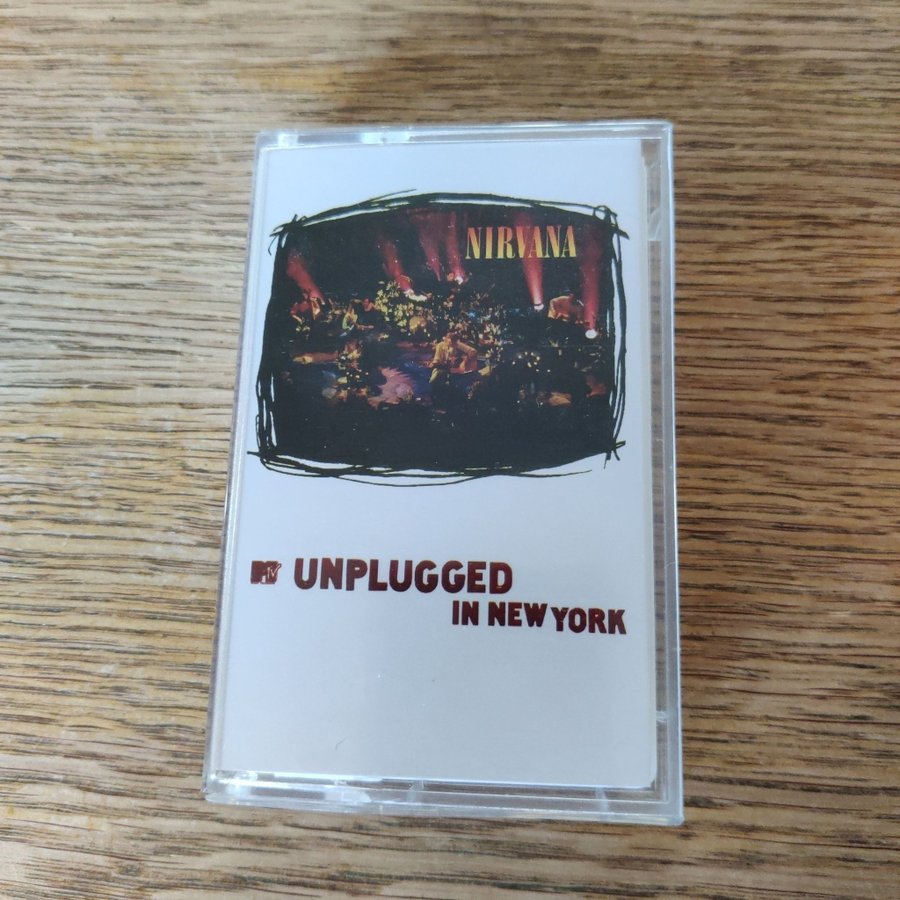 NIRVANA
MTV UNPLUGGED
IN NEW YORK